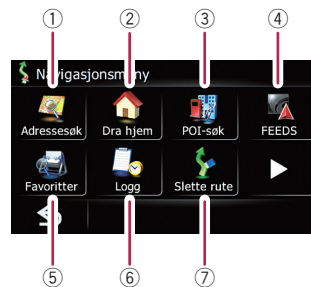 ① ② ③ ④
Navigasjonsmeny
Adressesøk Dra hjem POI-søk FEEDS
Favoritter Logg Slette rute
⑤ ⑥ ⑦